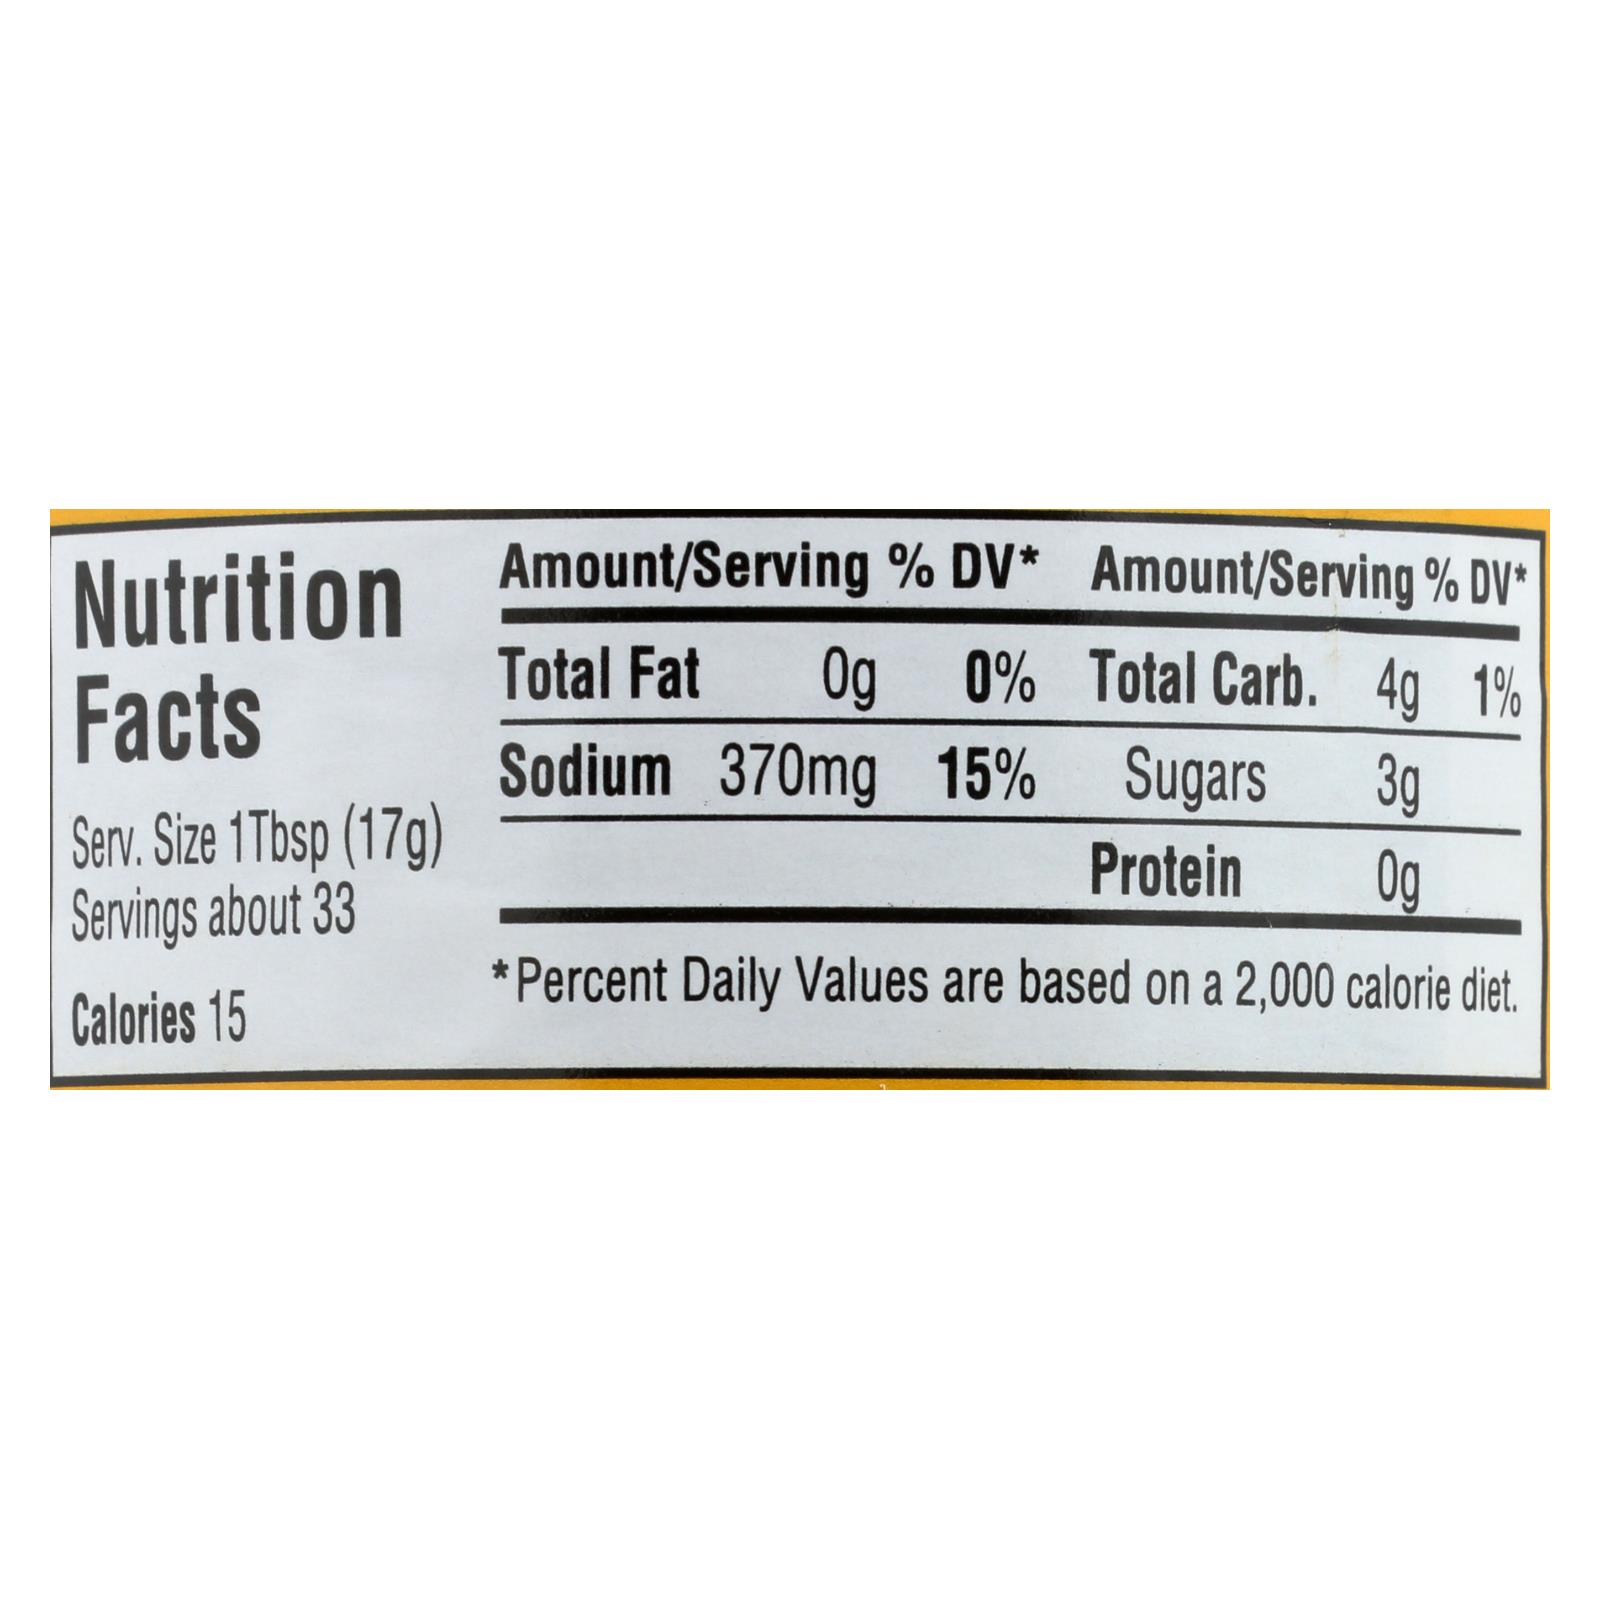 Nutrition
Facts
Serv. Size 1Tbsp (17g)
Servings about 33
Calories 15
Amount/Serving % DV* Amount/Serving % DV*
Total Fat 0g 0% Total Carb. 4g 1%
Sodium 370mg 15% Sugars 3g
Protein 0g
*Percent Daily Values are based on a 2,000 calorie diet.